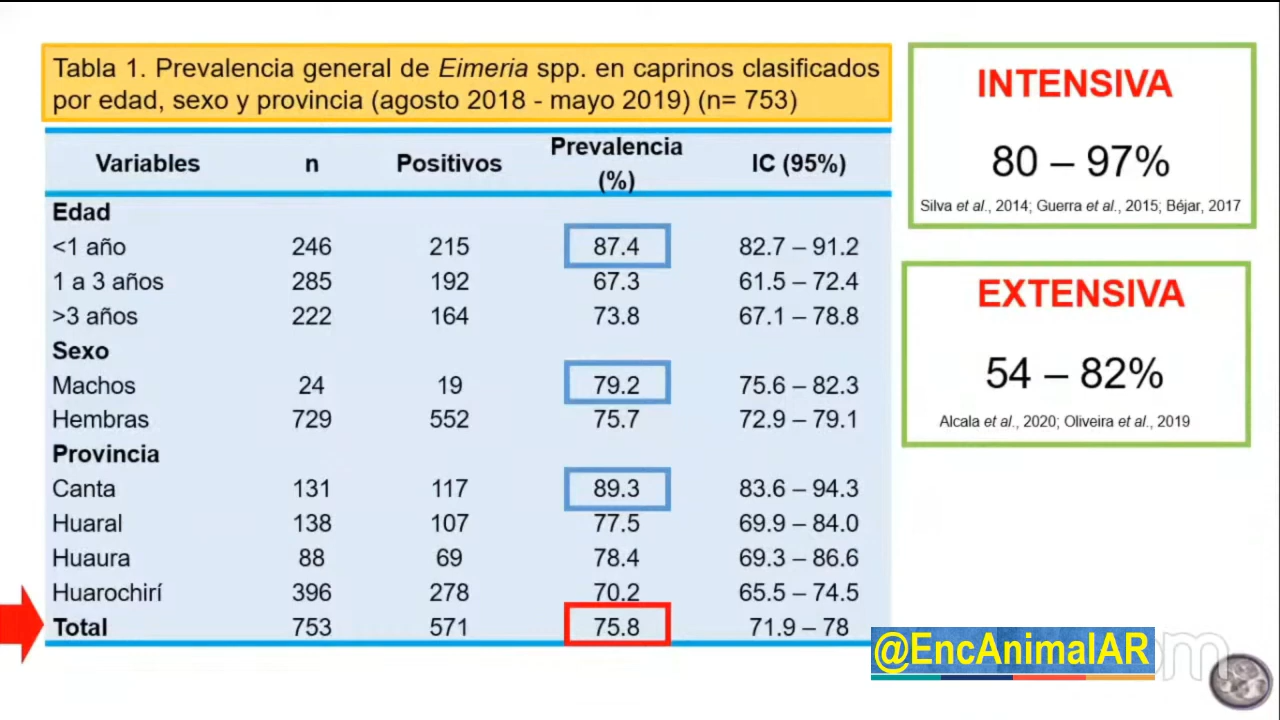 Tabla 1. Prevalencia general de Eimeria spp. en caprinos clasificados
por edad, sexo y provincia (agosto 2018 - mayo 2019) (n= 753)
Variables n Positivos Prevalencia (%) IC (95%)
Edad
<1 año 246 215 87.4 82.7 – 91.2
1 a 3 años 285 192 67.3 61.5 – 72.4
>3 años 222 164 73.8 67.1 – 78.8
Sexo
Machos 24 19 79.2 75.6 – 82.3
Hembras 729 552 75.7 72.9 – 79.1
Provincia
Canta 131 117 89.3 83.6 – 94.3
Huaral 138 107 77.5 69.9 – 84.0
Huaura 88 69 78.4 69.3 – 86.6
Huarochirí 396 278 70.2 65.5 – 74.5
Total 753 571 75.8 71.9 – 78
INTENSIVA
80 – 97%
Silva et al., 2014; Guerra et al., 2015; Béjar, 2017
EXTENSIVA
54 – 82%
Alcala et al., 2020; Oliveira et al., 2019
@EncAnimalAR